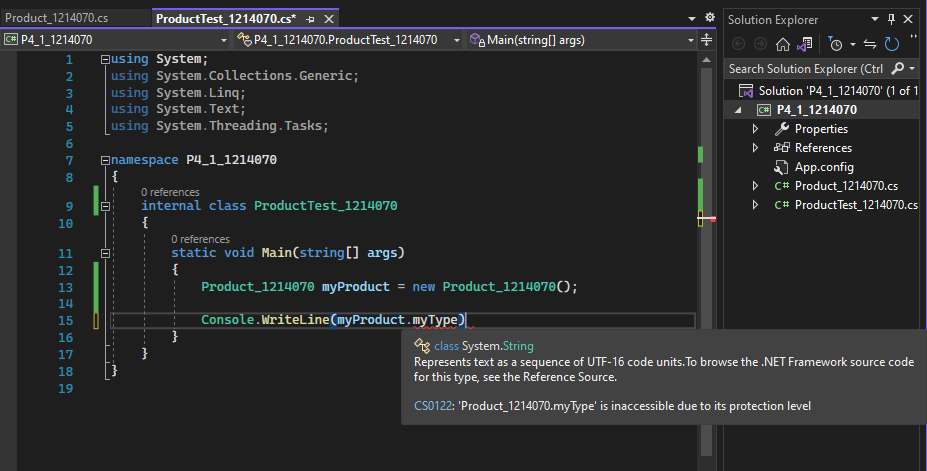 Product_1214070.cs
ProductTest_1214070.cs*
P4_1_1214070
P4_1_1214070.ProductTest_1214070
Main(string[] args)
1 using System;
2 using System.Collections.Generic;
3 using System.Linq;
4 using System.Text;
5 using System.Threading.Tasks;
6
7 namespace P4_1_1214070
8 {
0 references
9 internal class ProductTest_1214070
10 {
0 references
11 static void Main(string[] args)
12 {
13 Product_1214070 myProduct = new Product_1214070();
14
15 Console.WriteLine(myProduct.myType)
16 }
17 }
18 }
19
class System.String
Represents text as a sequence of UTF-16 code units.To browse the .NET Framework source code
for this type, see the Reference Source.
CS0122: 'Product_1214070.myType' is inaccessible due to its protection level
Solution Explorer
Search Solution Explorer (Ctrl
Solution 'P4_1_1214070' (1 of 1
C# P4_1_1214070
Properties
References
App.config
C# Product_1214070.cs
C# ProductTest_1214070.cs